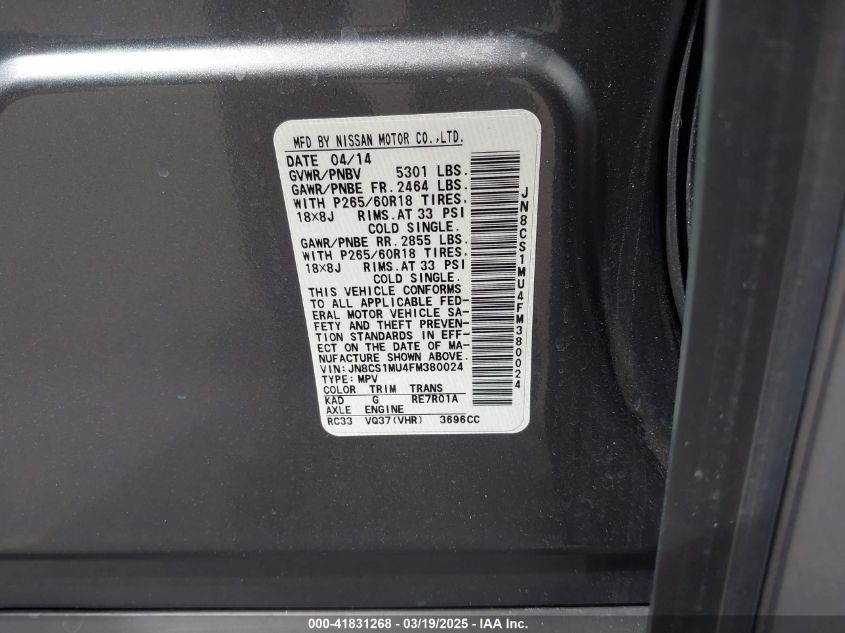 MFD BY NISSAN MOTOR CO.,LTD.
DATE 04/14
GVWR/PNBV 5301 LBS.
GAWR/PNBE FR.2464 LBS.
WITH P265/60R18 TIRES,
18X8J RIMS.AT 33 PSI
COLD SINGLE.
GAWR/PNBE RR.2855 LBS.
WITH P265/60R18 TIRES,
18X8J RIMS.AT 33 PSI
COLD SINGLE.
THIS VEHICLE CONFORMS
TO ALL APPLICABLE FED-
ERAL MOTOR VEHICLE SA-
FETY AND THEFT PREVEN-
TION STANDARDS IN EFF-
ECT ON THE DATE OF MA-
NUFACTURE SHOWN ABOVE.
VIN:JN8CS1MU4FM380024
TYPE:MPV
COLOR TRIM TRANS
KAD G RE7R01A
AXLE ENGINE
RC33 VQ37(VHR) 3696CC
JN8CS1MU4FM380024
000-41831268 - 03/19/2025 - IAA Inc.